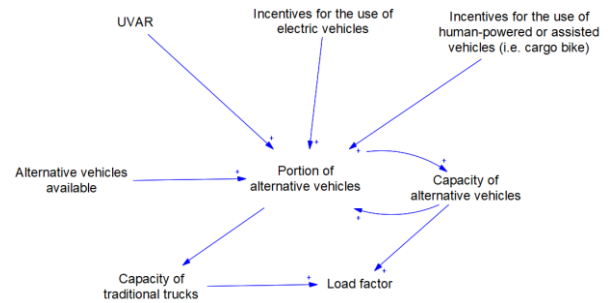 UVAR
Incentives for the use of
electric vehicles
Incentives for the use of
human-powered or assisted
vehicles (i.e. cargo bike)
+
+
+
+
+
Alternative vehicles
available
+
Portion of
alternative vehicles
Capacity of
alternative vehicles
+
Capacity of
traditional trucks
+
+
Load factor